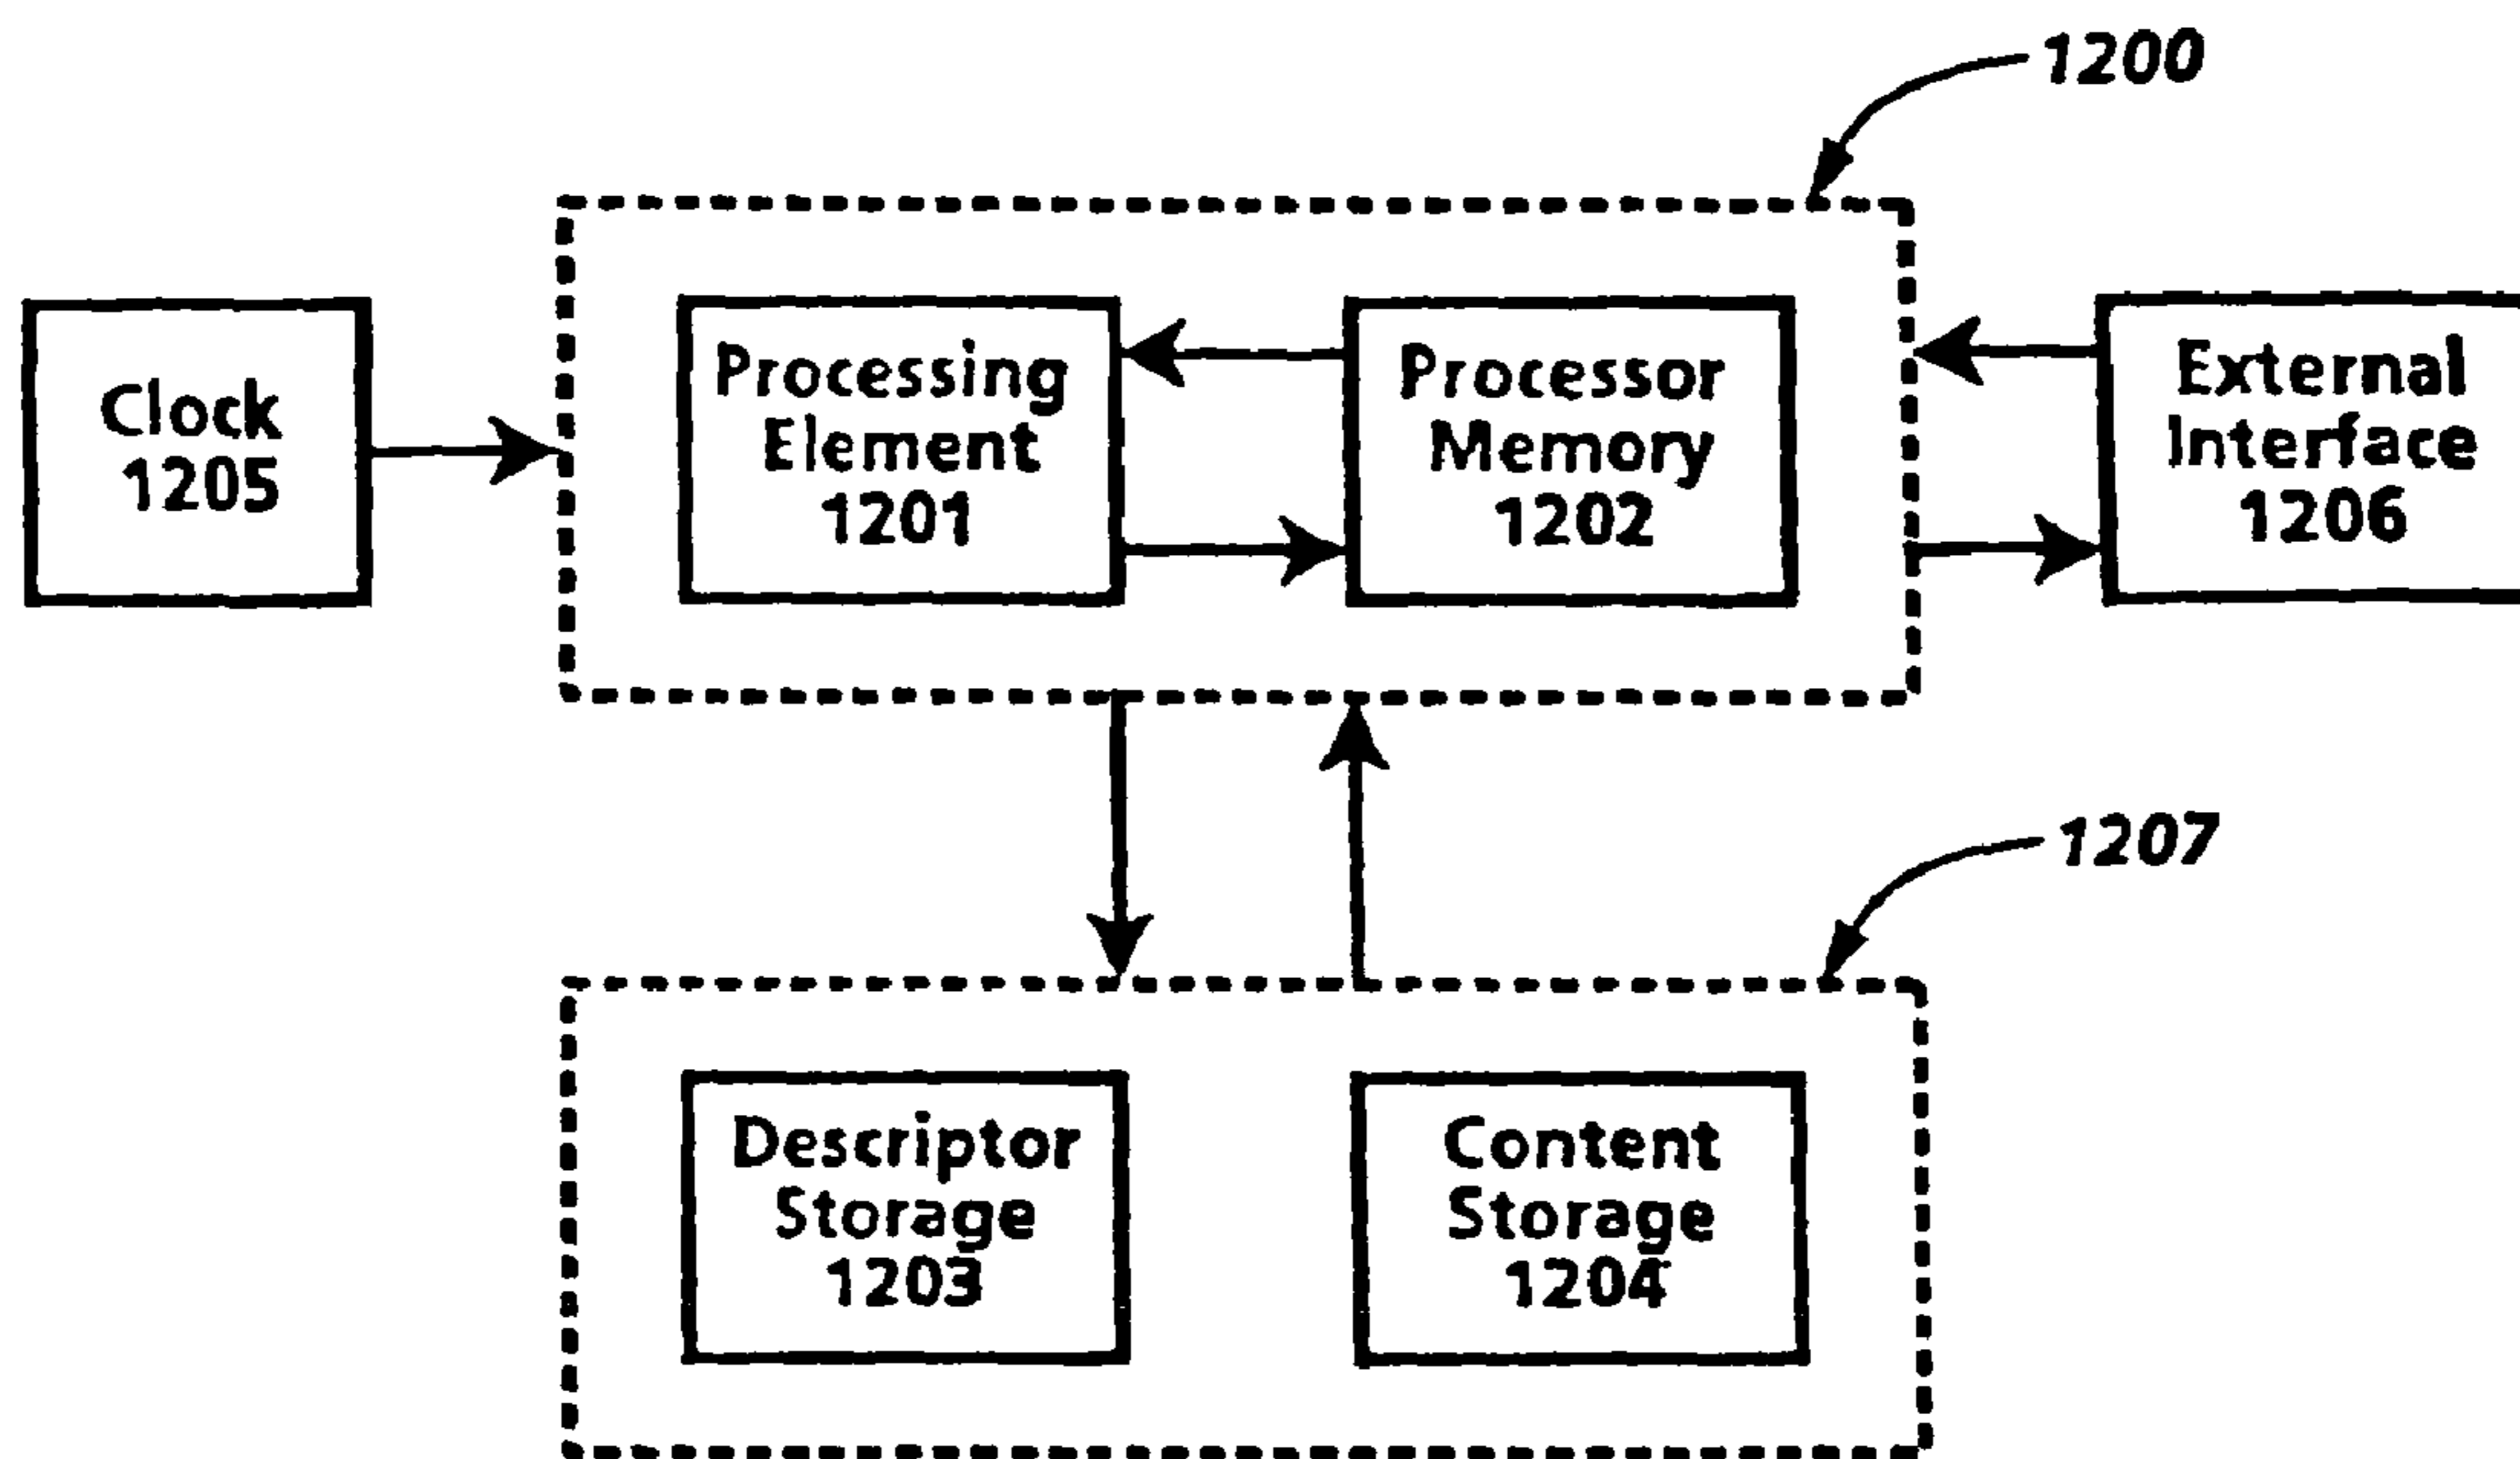 1200
Clock
1205
Processing
Element
1201
Processor
Memory
1202
External
Interface
1206
1207
Descriptor
Storage
1203
Content
Storage
1204